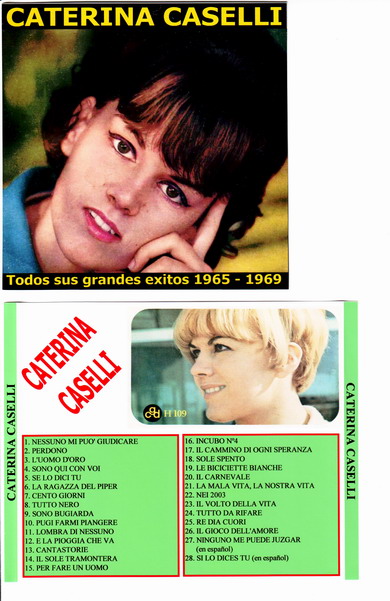 CATERINA CASELLI
Todos sus grandes exitos 1965 - 1969
CATERINA CASELLI
CATERINA
CASELLI
H 109
CATERINA CASELLI
1. NESSUNO MI PUO' GIUDICARE
2. PERDONO
3. L'UOMO D'ORO
4. SONO QUI CON VOI
5. SE LO DICI TU
6. LA RAGAZZA DEL PIPER
7. CENTO GIORNI
8. TUTTO NERO
9. SONO BUGIARDA
10. PUGI FARMI PIANGERE
11. LOMBRA DI NESSUNO
12. E LA PIOGGIA CHE VA
13. CANTASTORIE
14. IL SOLE TRAMONTERA
15. PER FARE UN UOMO
16. INCUBO Nº4
17. IL CAMMINO DI OGNI SPERANZA
18. SOLE SPENTO
19. LE BICICIETTE BIANCHE
20. IL CARNEVALE
21. LA MALA VITA, LA NOSTRA VITA
22. NEI 2003
23. IL VOLTO DELLA VITA
24. TUTTO DA RIFARE
25. RE DIA CUORI
26. IL GIOCO DELL'AMORE
27. NINGUNO ME PUEDE JUZGAR
(en español)
28. SI LO DICES TU (en español)